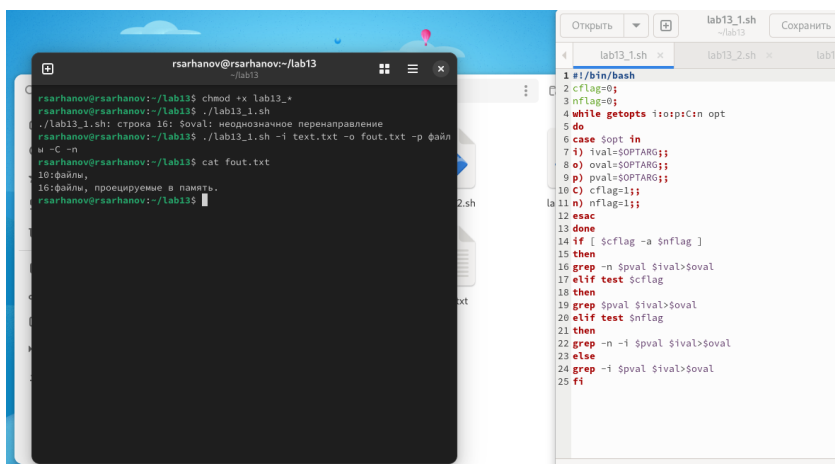 rsarhanov@rsarhanov:~/lab13
~/lab13
rsarhanov@rsarhanov:~/lab13$ chmod +x lab13_*
rsarhanov@rsarhanov:~/lab13$ ./lab13_1.sh
./lab13_1.sh: строка 16: $oval: неоднозначное перенаправление
rsarhanov@rsarhanov:~/lab13$ ./lab13_1.sh -i text.txt -o fout.txt -p файл
ы -C -n
rsarhanov@rsarhanov:~/lab13$ cat fout.txt
10:файлы,
16:файлы, проецируемые в память.
rsarhanov@rsarhanov:~/lab13$
2.sh
la
txt
Открыть
lab13_1.sh
~/lab13
Сохранить
lab13_1.sh
lab13_2.sh
lab1
1 #!/bin/bash
2 cflag=0;
3 nflag=0;
4 while getopts i:o:p:C:n opt
5 do
6 case $opt in
7 i) ival=$OPTARG;;
8 o) oval=$OPTARG;;
9 p) pval=$OPTARG;;
10 C) cflag=1;;
11 n) nflag=1;;
12 esac
13 done
14 if [ $cflag -a $nflag ]
15 then
16 grep -n $pval $ival>$oval
17 elif test $cflag
18 then
19 grep $pval $ival>$oval
20 elif test $nflag
21 then
22 grep -n -i $pval $ival>$oval
23 else
24 grep -i $pval $ival>$oval
25 fi